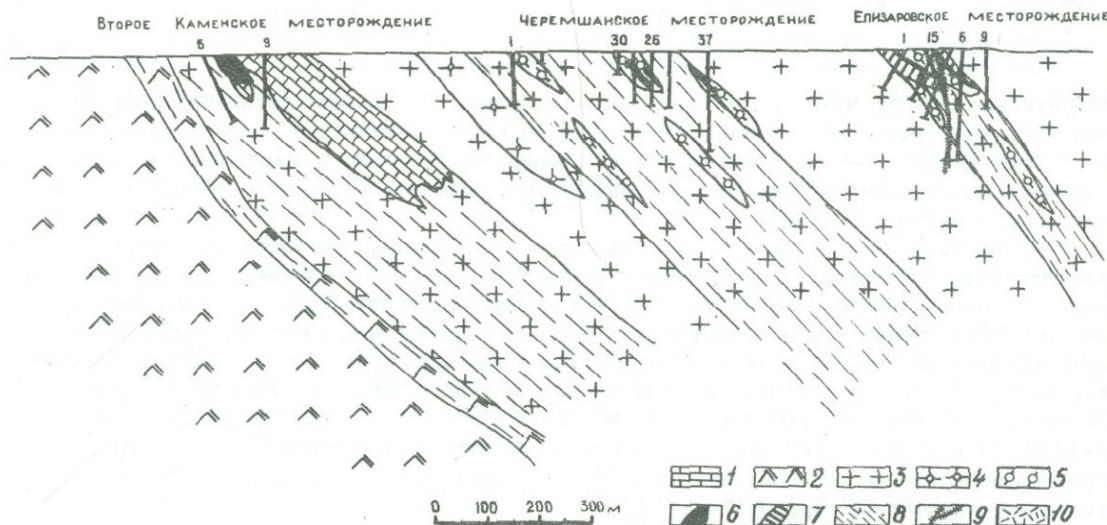 Второе Каменское месторождение Черемшанское месторождение Елизаровское месторождение
6 9 1 30 26 37 1 15 6 9
1 2 3 4 5
6 7 8 9 10
0 100 200 300 м